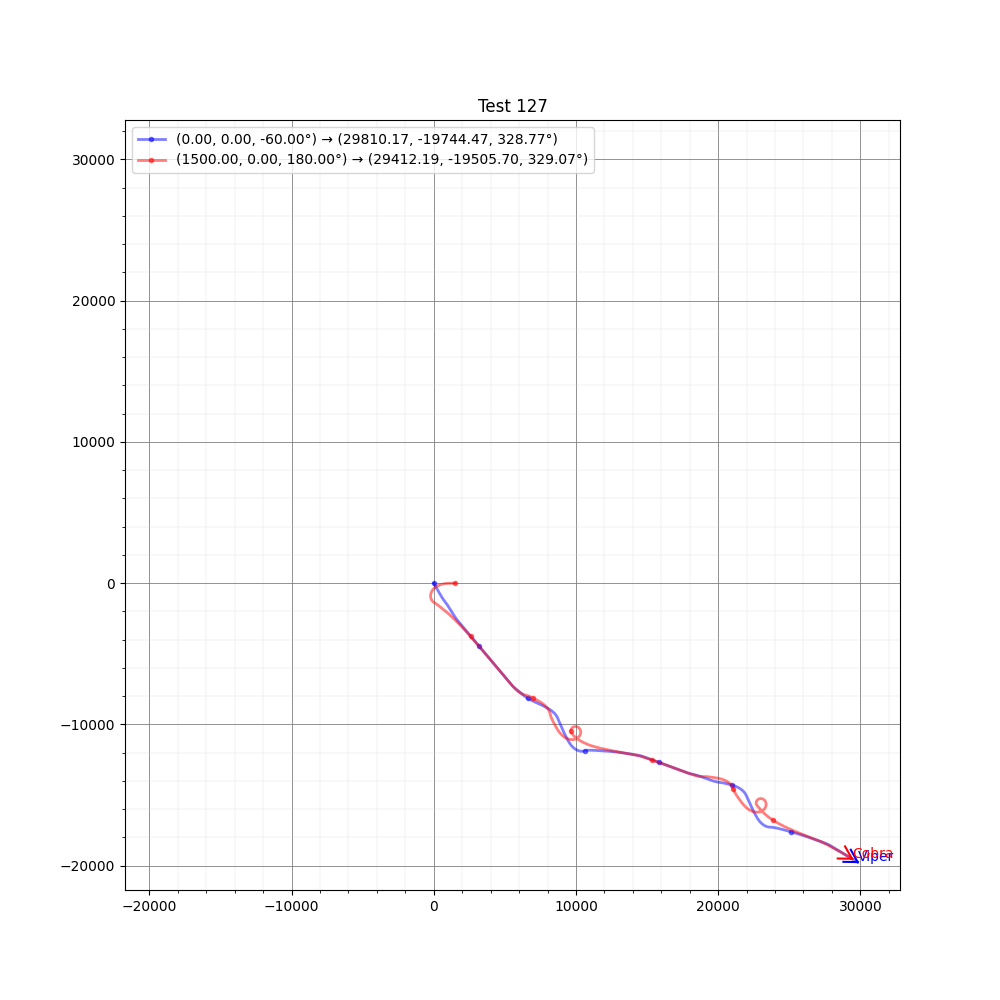 Test 127
(0.00, 0.00, -60.00°) → (29810.17, -19744.47, 328.77°)
(1500.00, 0.00, 180.00°) → (29412.19, -19505.70, 329.07°)
30000
20000
10000
0
−10000
−20000
Cobra
Viper
−20000 −10000 0 10000 20000 30000